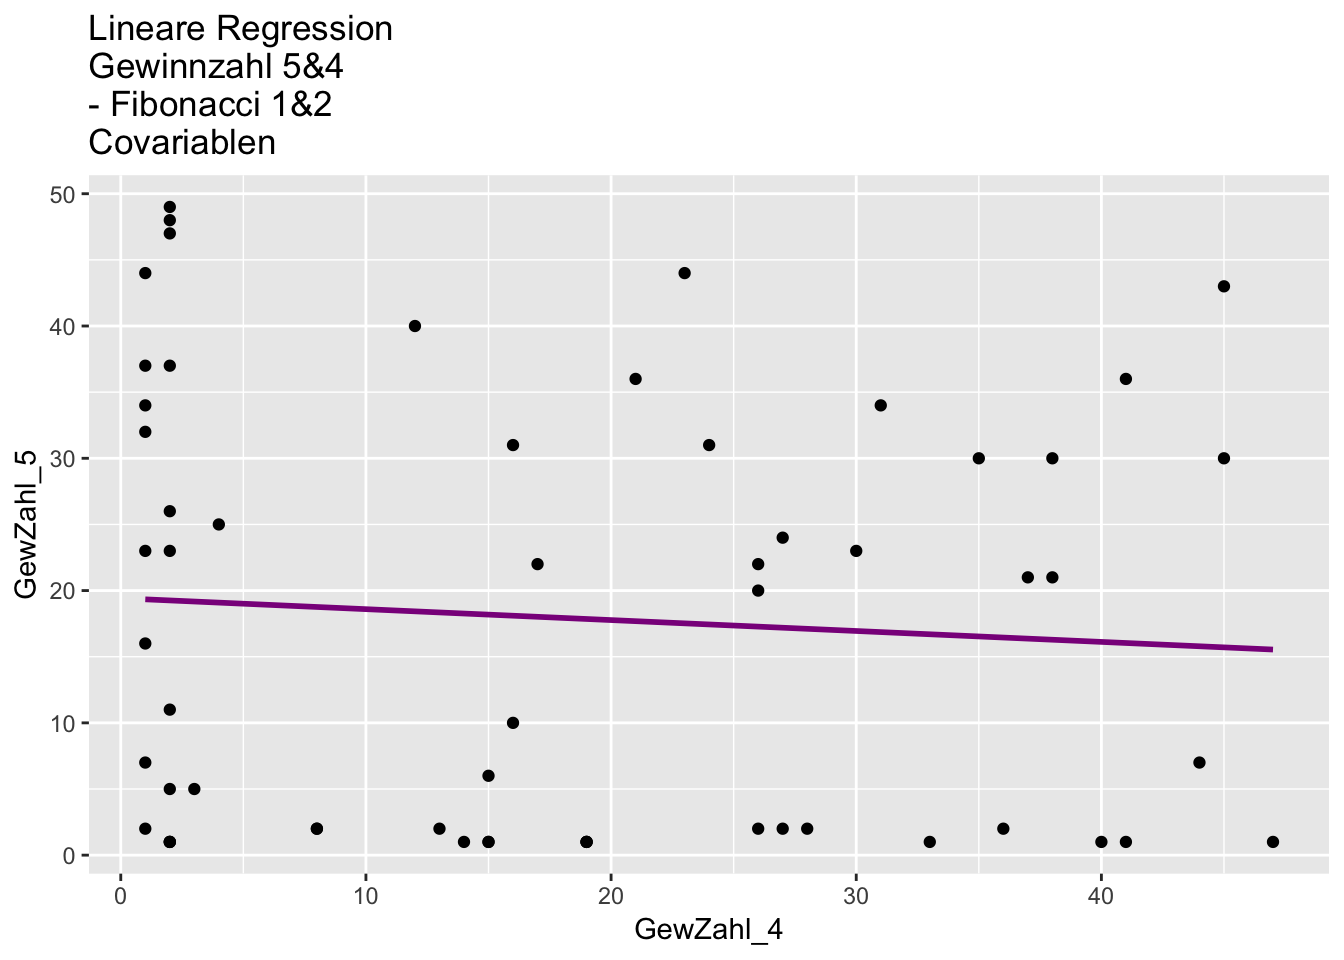 Lineare Regression
Gewinnzahl 5&4
- Fibonacci 1&2
Covariablen
50
40
30
20
10
0
GewZahl_5
0 10 20 30 40
GewZahl_4